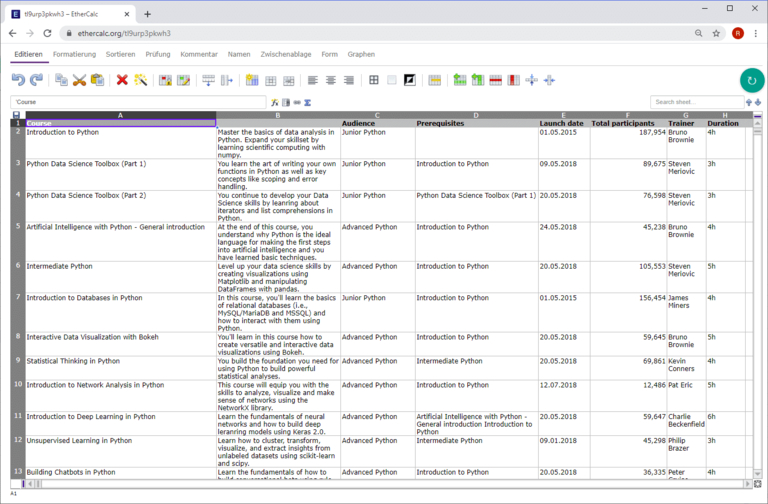 tl9urp3pkwh3 – EtherCalc
ethercalc.org/tl9urp3pkwh3
R
Editieren Formatierung Sortieren Prüfung Kommentar Namen Zwischenablage Form Graphen
'Course
Search sheet…
A B C D E F G H
1 Course Audience Prerequisites Launch date Total participants Trainer Duration
2 Introduction to Python Master the basics of data analysis in Junior Python 01.05.2015 187,954 Bruno 4h
Python. Expand your skillset by Brownie
learning scientific computing with
numpy.
3 Python Data Science Toolbox (Part 1) You learn the art of writing your own Junior Python Introduction to Python 09.05.2018 89,675 Steven 3h
functions in Python as well as key Merlovic
concepts like scoping and error
handling.
4 Python Data Science Toolbox (Part 2) You continue to develop your Data Junior Python Python Data Science Toolbox (Part 1) 20.05.2018 76,598 Steven 3h
Science skills by leanring about Merlovic
iterators and list comprehensions in
Python.
5 Artificial Intelligence with Python - General introduction At the end of this course, you Advanced Python Introduction to Python 24.05.2018 45,238 Bruno 4h
understand why Python is the ideal Brownie
language for making the first steps
into artificial intelligence and you
have learned basic techniques.
6 Intermediate Python Level up your data science skills by Advanced Python Introduction to Python 20.05.2018 105,553 Steven 5h
creating visualizations using Merlovic
Matplotlib and manipulating
DataFrames with pandas.
7 Introduction to Databases in Python In this course, you'll learn the basics Junior Python Introduction to Python 01.05.2015 156,454 James 4h
of relational databases (i.e., Miners
MySQL/MariaDB and MSSQL) and
how to interact with them using
Python.
8 Interactive Data Visualization with Bokeh You'll learn in this course how to Advanced Python Introduction to Python 20.05.2018 59,645 Bruno 5h
create versatile and interactive data Brownie
visualizations using Bokeh.
9 Statistical Thinking in Python You build the foundation you need for Advanced Python Intermediate Python 20.05.2018 69,861 Kevin 4h
using Python to build powerful Conners
statistical analyses.
10 Introduction to Network Analysis in Python This course will equip you with the Advanced Python Introduction to Python 12.07.2018 12,486 Pat Eric 5h
skills to analyze, visualize and make
sense of networks using the
NetworkX library.
11 Introduction to Deep Learning in Python Learn the fundamentals of neural Advanced Python Artificial Intelligence with Python - 20.05.2018 59,647 Charlie 6h
networks and how to build deep General introduction Introduction to Beckenfield
leranring models using Keras 2.0. Python
12 Unsupervised Learning in Python Learn how to cluster, transform, Advanced Python Intermediate Python 09.01.2018 45,298 Philip 3h
visualize, and extract insights from Brazer
unlabeled datasets using scikit-learn
and scipy.
13 Building Chatbots in Python Learn the fundamentals of how to Advanced Python Introduction to Python 20.05.2018 36,335 Peter 4h
A1